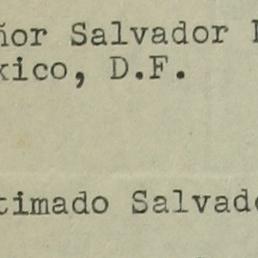 ñor Salvador
xico, D.F.
timado Salvad